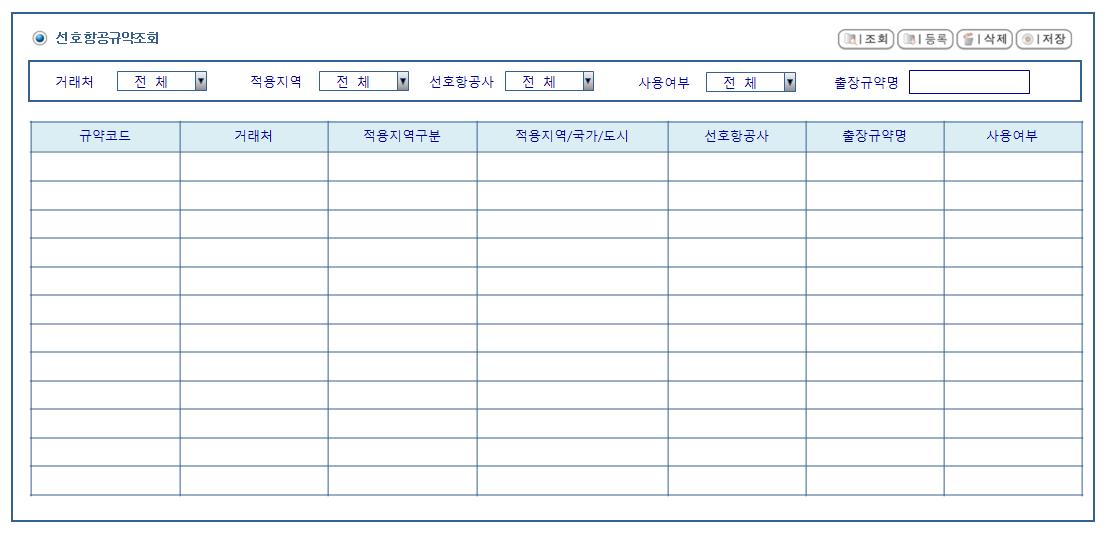 선호항공규약조회 조회 등록 삭제 저장
거래처 전 체 적용지역 전 체 선호항공사 전 체 사용여부 전 체 출장규약명
규약코드 거래처 적용지역구분 적용지역/국가/도시 선호항공사 출장규약명 사용여부